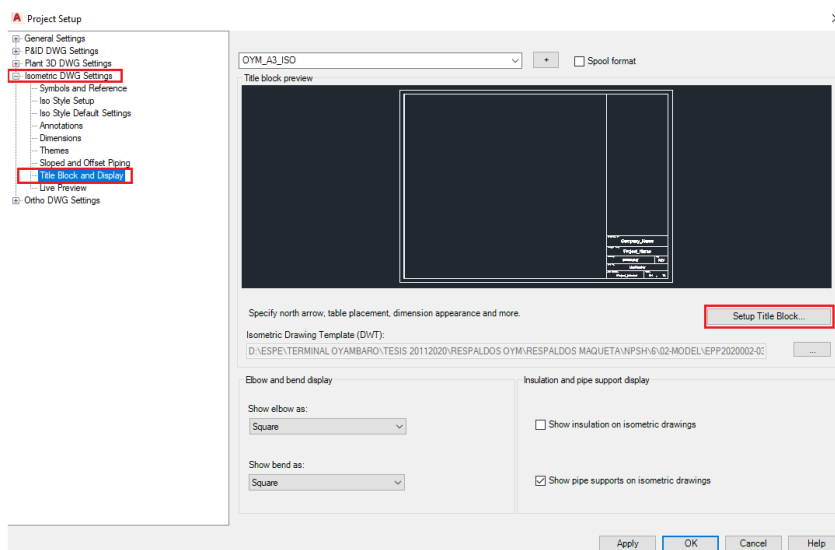 Project Setup
General Settings
P&ID DWG Settings
Plant 3D DWG Settings
Isometric DWG Settings
Symbols and Reference
Iso Style Setup
Iso Style Default Settings
Annotations
Dimensions
Themes
Sloped and Offset Piping
Title Block and Display
Live Preview
Ortho DWG Settings
OYM_A3_ISO
+
Spool format
Title block preview
Company_Name
Project_Name
Specify north arrow, table placement, dimension appearance and more.
Setup Title Block...
Isometric Drawing Template (DWT):
D:\ESPE\TERMINAL OYAMBARO\TESIS 20112020\RESPALDOS OYM\RESPALDOS MAQUETA\NPSH\6\02-MODEL\EPP2020002-03
...
Elbow and bend display
Show elbow as:
Square
Show bend as:
Square
Insulation and pipe support display
Show insulation on isometric drawings
Show pipe supports on isometric drawings
Apply
OK
Cancel
Help